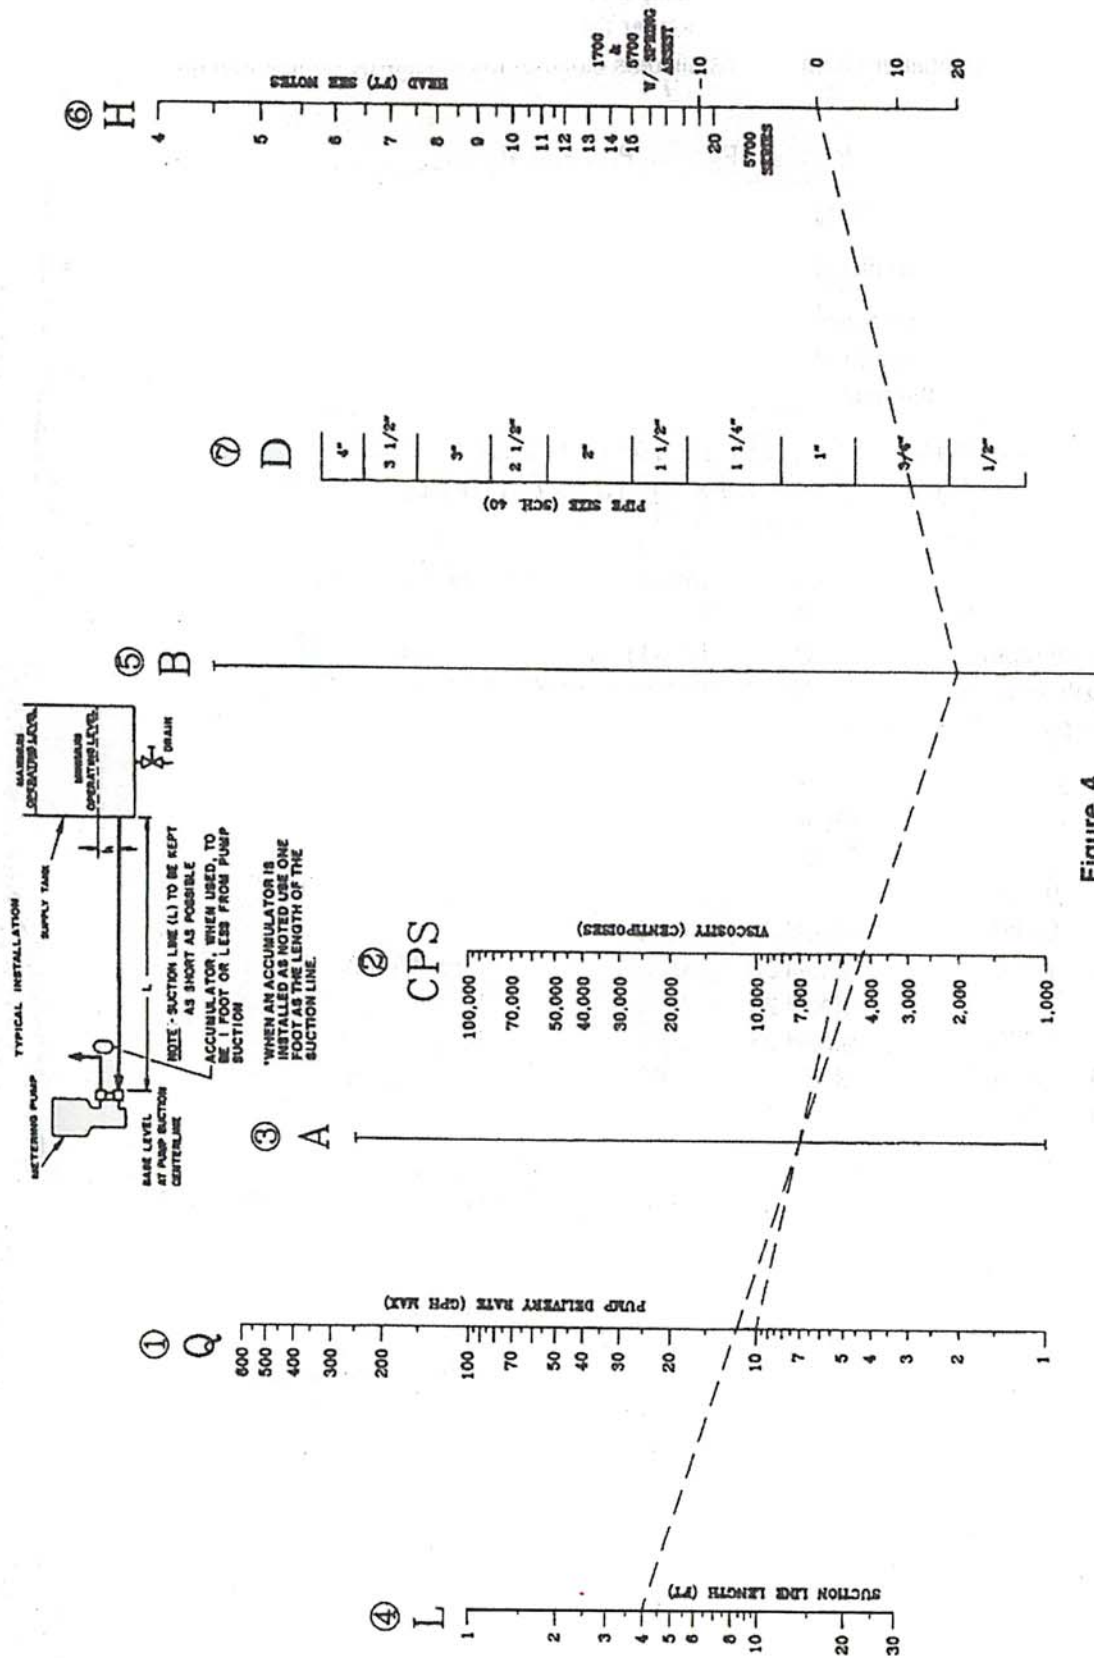 TYPICAL INSTALLATION
METERING PUMP
SUPPLY TANK
MAXIMUM
OPERATING LEVEL
MINIMUM
OPERATING LEVEL
h
L
DRAIN
BASE LEVEL
AT PUMP SUCTION
CENTERLINE
NOTE - SUCTION LINE (L) TO BE KEPT
AS SHORT AS POSSIBLE
ACCUMULATOR, WHEN USED, TO
BE 1 FOOT OR LESS FROM PUMP
SUCTION
*WHEN AN ACCUMULATOR IS
INSTALLED AS NOTED USE ONE
FOOT AS THE LENGTH OF THE
SUCTION LINE.
④
L
1
2
3
4
5
6
8
10
20
30
SUCTION LINE LENGTH (FT)
①
Q
600
500
400
300
200
100
70
50
40
30
20
10
7
5
4
3
2
1
PUMP DELIVERY RATE (GPH MAX)
③
A
②
CPS
100,000
70,000
50,000
40,000
30,000
20,000
10,000
7,000
5,000
4,000
3,000
2,000
1,000
VISCOSITY (CENTIPOISES)
⑤
B
⑦
D
4"
3 1/2"
3"
2 1/2"
2"
1 1/2"
1 1/4"
1"
3/4"
1/2"
PIPE SIZE (SCH. 40)
⑥
H
4
5
6
7
8
9
10
11
12
13
14
15
20
5700
SERIES
HEAD (FT) SEE NOTES
1700
&
5700
W/ SPRING
ASSIST
-10
0
10
20
Figure 4